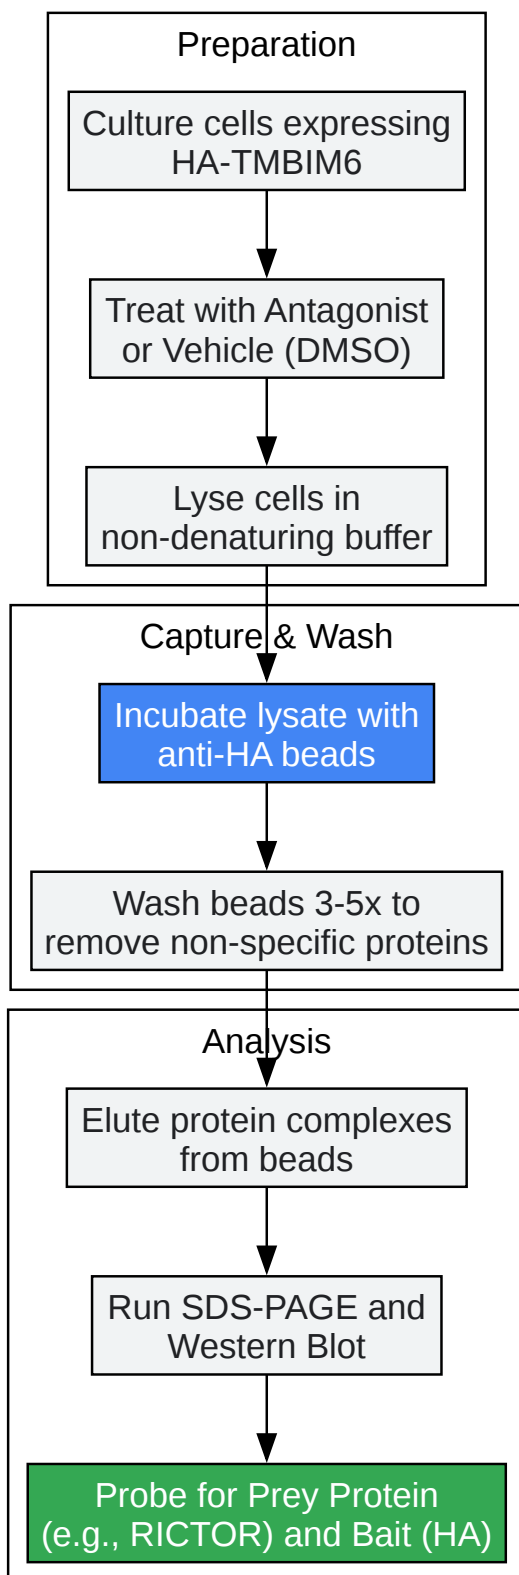 Preparation
Culture cells expressing
HA-TMBIM6
Treat with Antagonist
or Vehicle (DMSO)
Lyse cells in
non-denaturing buffer
Capture & Wash
Incubate lysate with
anti-HA beads
Wash beads 3-5x to
remove non-specific proteins
Analysis
Elute protein complexes
from beads
Run SDS-PAGE and
Western Blot
Probe for Prey Protein
(e.g., RICTOR) and Bait (HA)